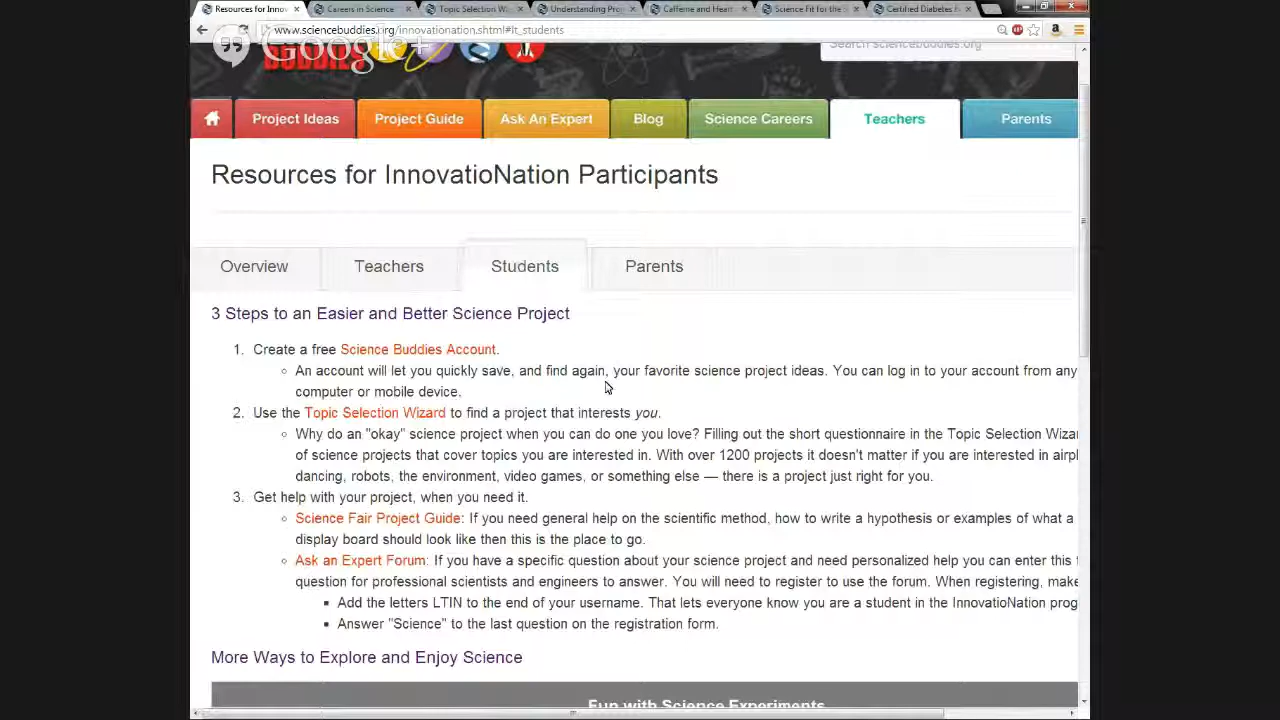 Resources for Innov
Careers in Science
Topic Selection Wi
Understanding Proj
Caffeine and Heart
Science Fit for the
Certified Diabetes
www.sciencebuddies.org/innovationation.shtml#lt_students
Google+
Search sciencebuddies.org
Project Ideas
Project Guide
Ask An Expert
Blog
Science Careers
Teachers
Parents
Resources for InnovatioNation Participants
Overview
Teachers
Students
Parents
3 Steps to an Easier and Better Science Project
1. Create a free Science Buddies Account.
An account will let you quickly save, and find again, your favorite science project ideas. You can log in to your account from any
computer or mobile device.
2. Use the Topic Selection Wizard to find a project that interests you.
Why do an "okay" science project when you can do one you love? Filling out the short questionnaire in the Topic Selection Wiza
of science projects that cover topics you are interested in. With over 1200 projects it doesn't matter if you are interested in airpl
dancing, robots, the environment, video games, or something else — there is a project just right for you.
3. Get help with your project, when you need it.
Science Fair Project Guide: If you need general help on the scientific method, how to write a hypothesis or examples of what a
display board should look like then this is the place to go.
Ask an Expert Forum: If you have a specific question about your science project and need personalized help you can enter this
question for professional scientists and engineers to answer. You will need to register to use the forum. When registering, make
Add the letters LTIN to the end of your username. That lets everyone know you are a student in the InnovatioNation prog
Answer "Science" to the last question on the registration form.
More Ways to Explore and Enjoy Science
Fun with Science Experiments